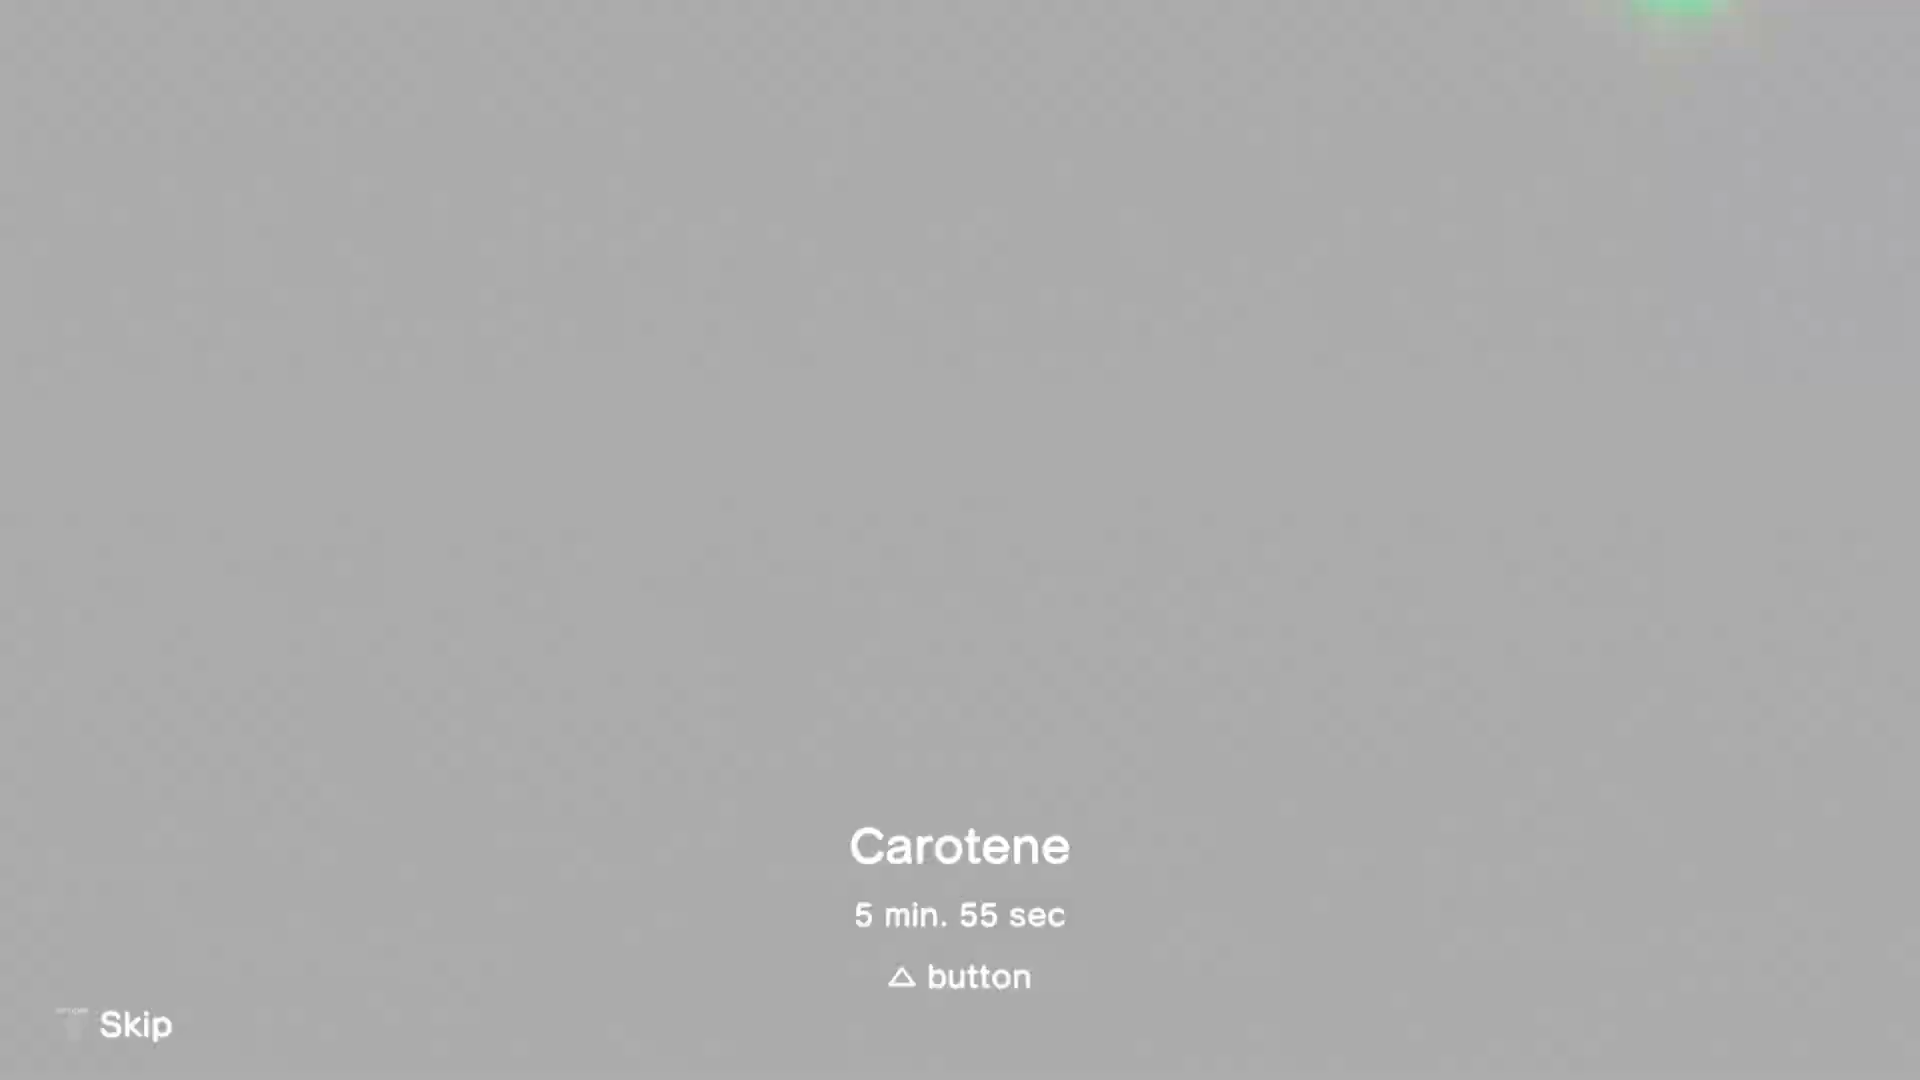 Carotene
5 min. 55 sec
△ button
Skip